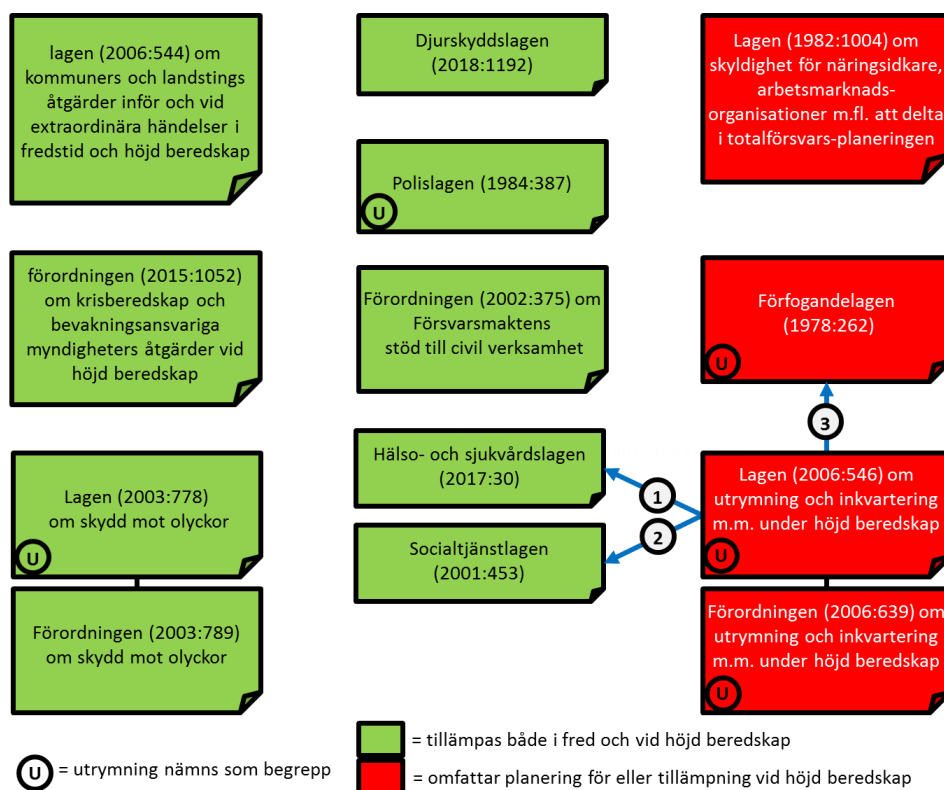 lagen (2006:544) om
kommuners och landstings
åtgärder inför och vid
extraordinära händelser i
fredstid och höjd beredskap
Djurskyddslagen
(2018:1192)
Lagen (1982:1004) om
skyldighet för näringsidkare,
arbetsmarknads-
organisationer m.fl. att delta
i totalförsvars-planeringen
Polislagen (1984:387)
U
förordningen (2015:1052)
om krisberedskap och
bevakningsansvariga
myndigheters åtgärder vid
höjd beredskap
Förordningen (2002:375) om
Försvarsmaktens
stöd till civil verksamhet
Förfogandelagen
(1978:262)
U
3
Lagen (2003:778)
om skydd mot olyckor
U
Hälso- och sjukvårdslagen
(2017:30)
1
2
Lagen (2006:546) om
utrymning och inkvartering
m.m. under höjd beredskap
U
Socialtjänstlagen
(2001:453)
Förordningen (2003:789)
om skydd mot olyckor
Förordningen (2006:639) om
utrymning och inkvartering
m.m. under höjd beredskap
U
U = utrymning nämns som begrepp
= tillämpas både i fred och vid höjd beredskap
= omfattar planering för eller tillämpning vid höjd beredskap